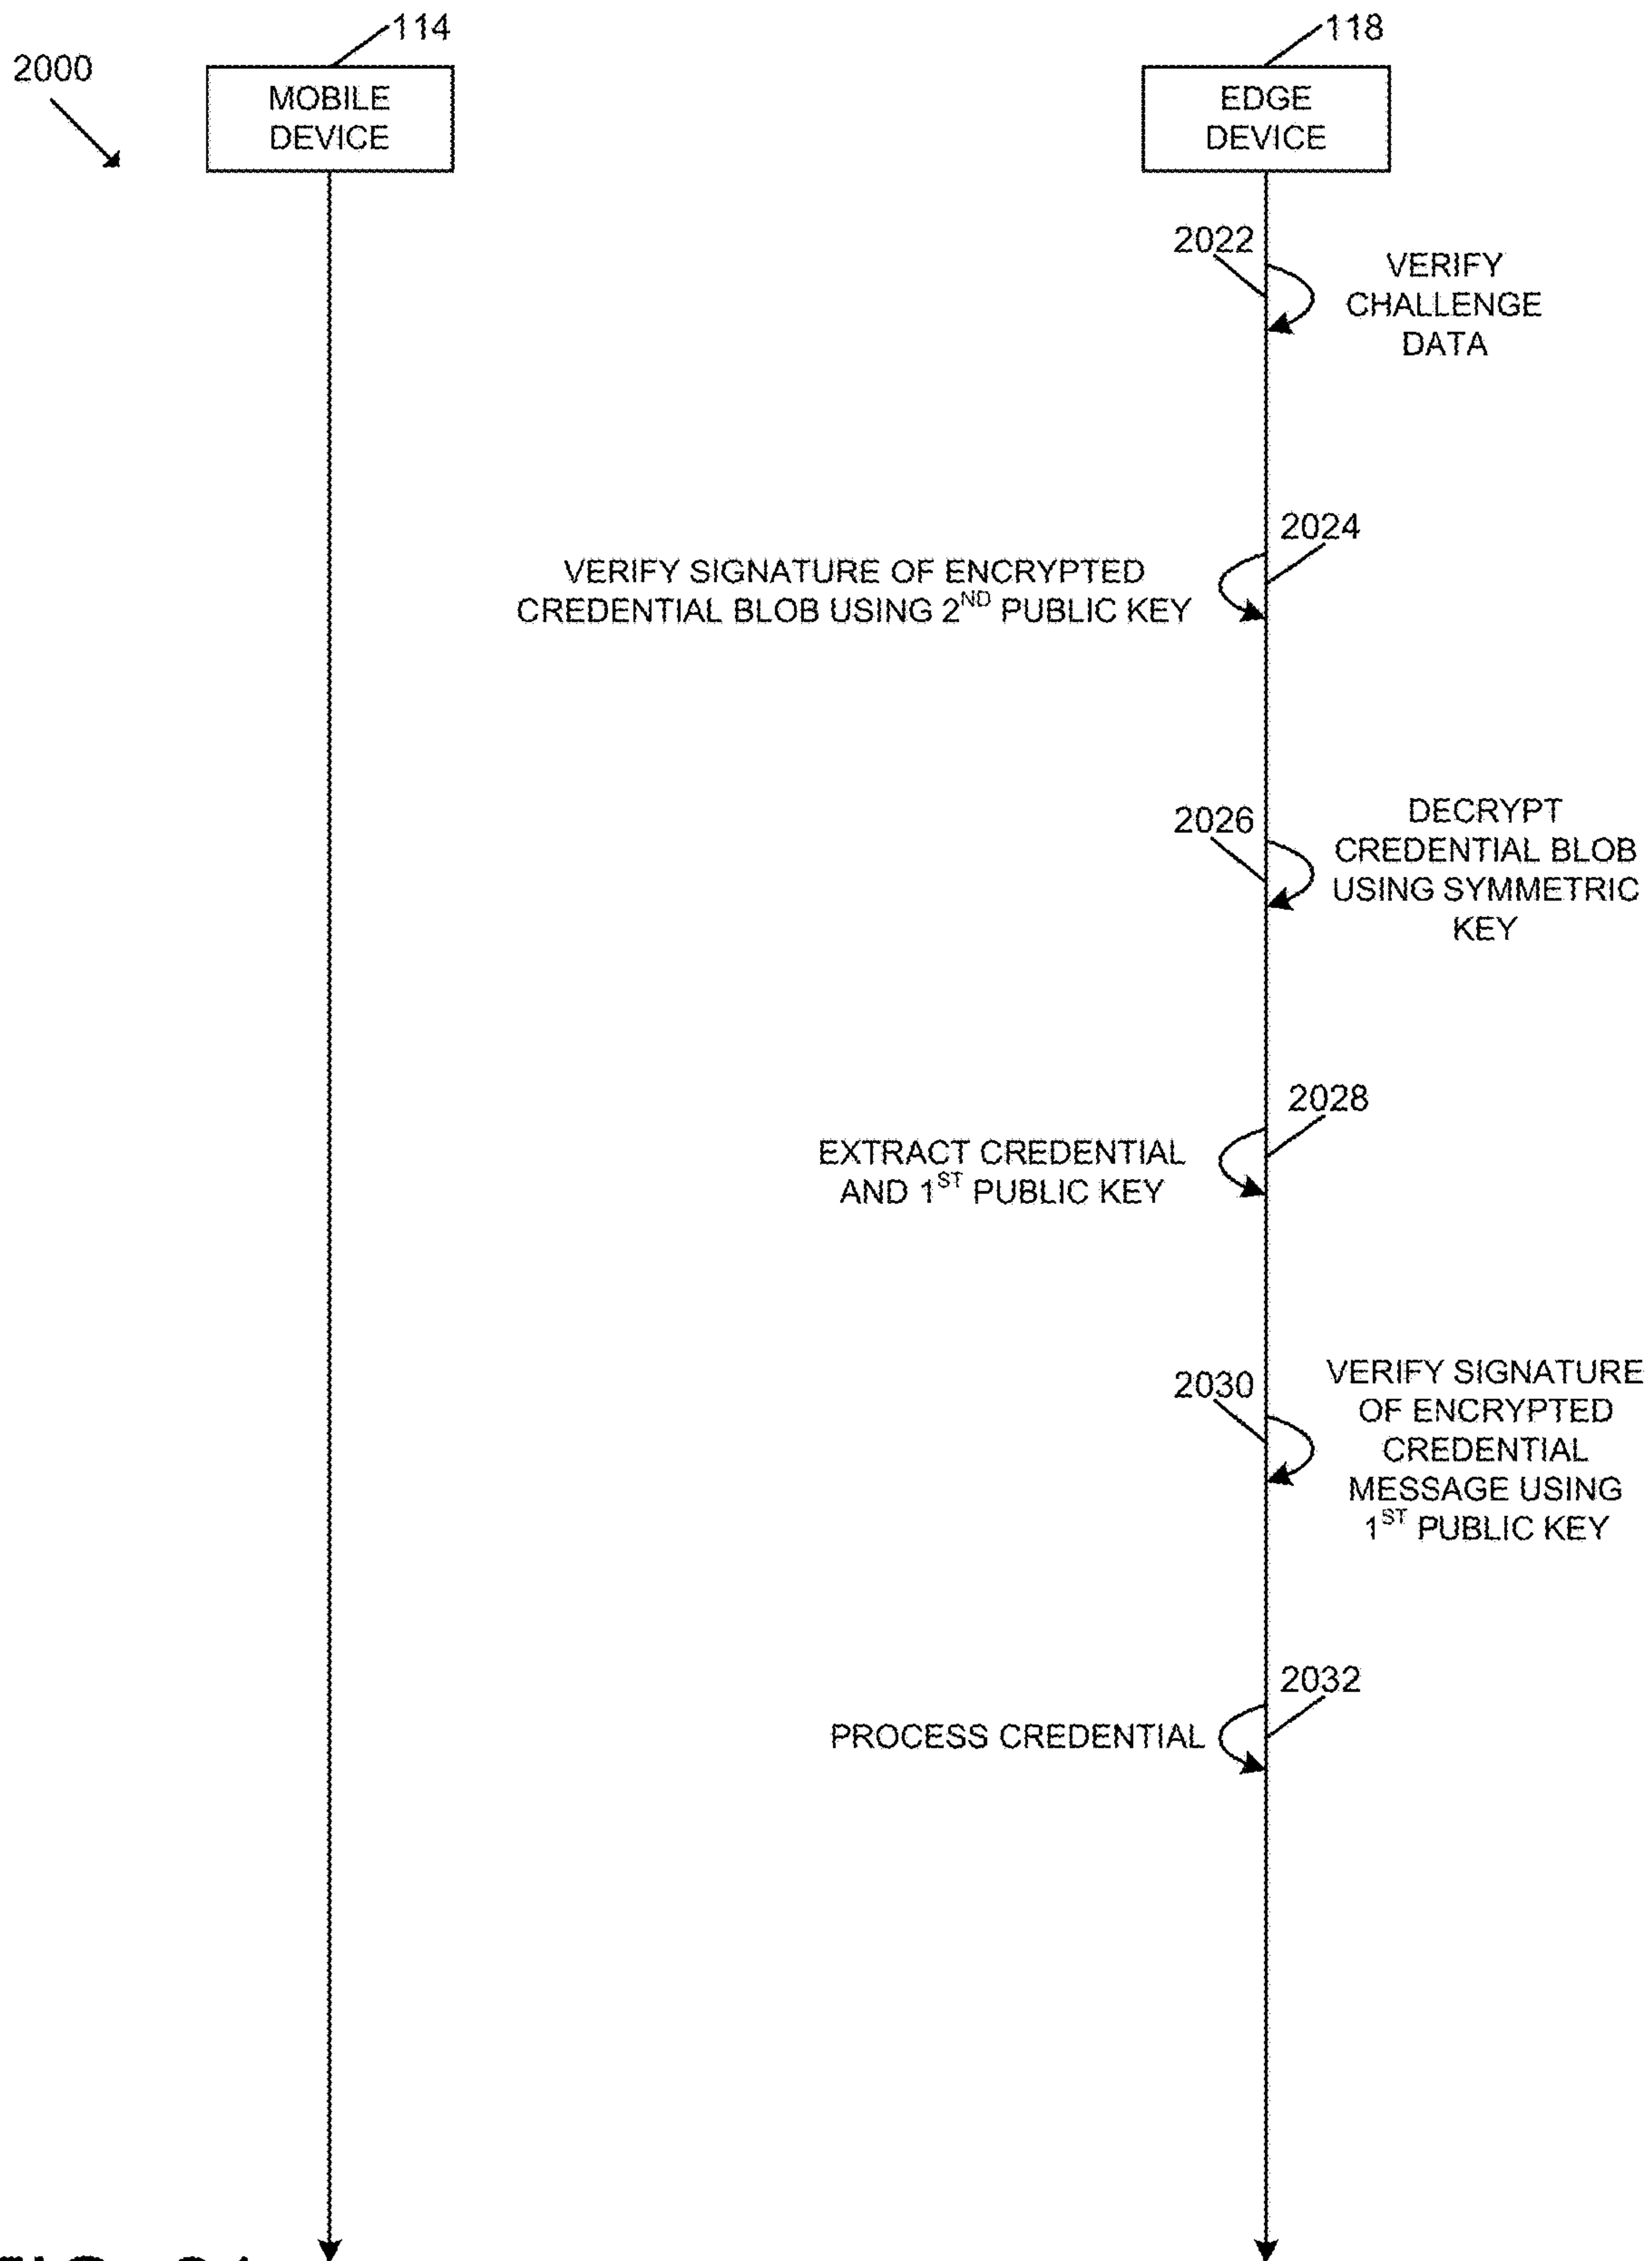 114
118
2000
MOBILE
DEVICE
EDGE
DEVICE
2022
VERIFY
CHALLENGE
DATA
2024
VERIFY SIGNATURE OF ENCRYPTED
CREDENTIAL BLOB USING 2ND PUBLIC KEY
2026
DECRYPT
CREDENTIAL BLOB
USING SYMMETRIC
KEY
2028
EXTRACT CREDENTIAL
AND 1ST PUBLIC KEY
2030
VERIFY SIGNATURE
OF ENCRYPTED
CREDENTIAL
MESSAGE USING
1ST PUBLIC KEY
2032
PROCESS CREDENTIAL